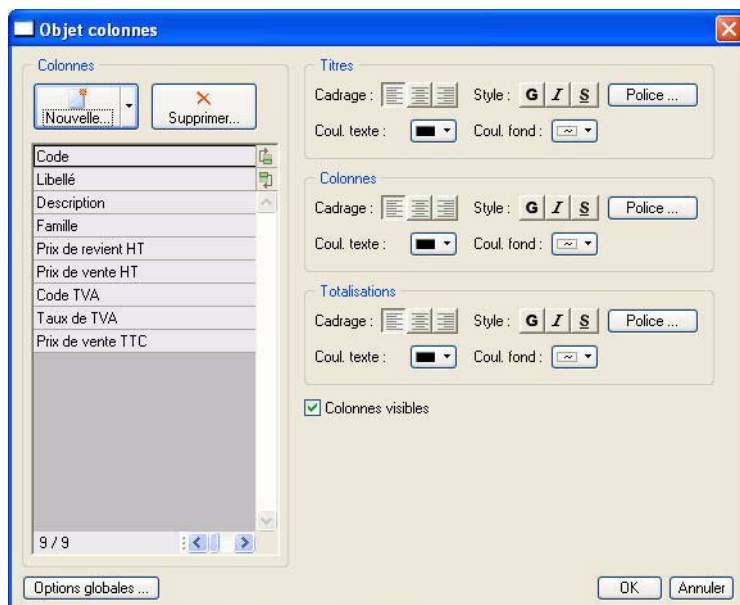 Objet colonnes
Colonnes
Nouvelle...
Supprimer...
Code
Libellé
Description
Famille
Prix de revient HT
Prix de vente HT
Code TVA
Taux de TVA
Prix de vente TTC
9 / 9
Titres
Cadrage : Style : G I S Police ...
Coul. texte : Coul. fond :
Colonnes
Cadrage : Style : G I S Police ...
Coul. texte : Coul. fond :
Totalisations
Cadrage : Style : G I S Police ...
Coul. texte : Coul. fond :
Colonnes visibles
Options globales ...
OK Annuler